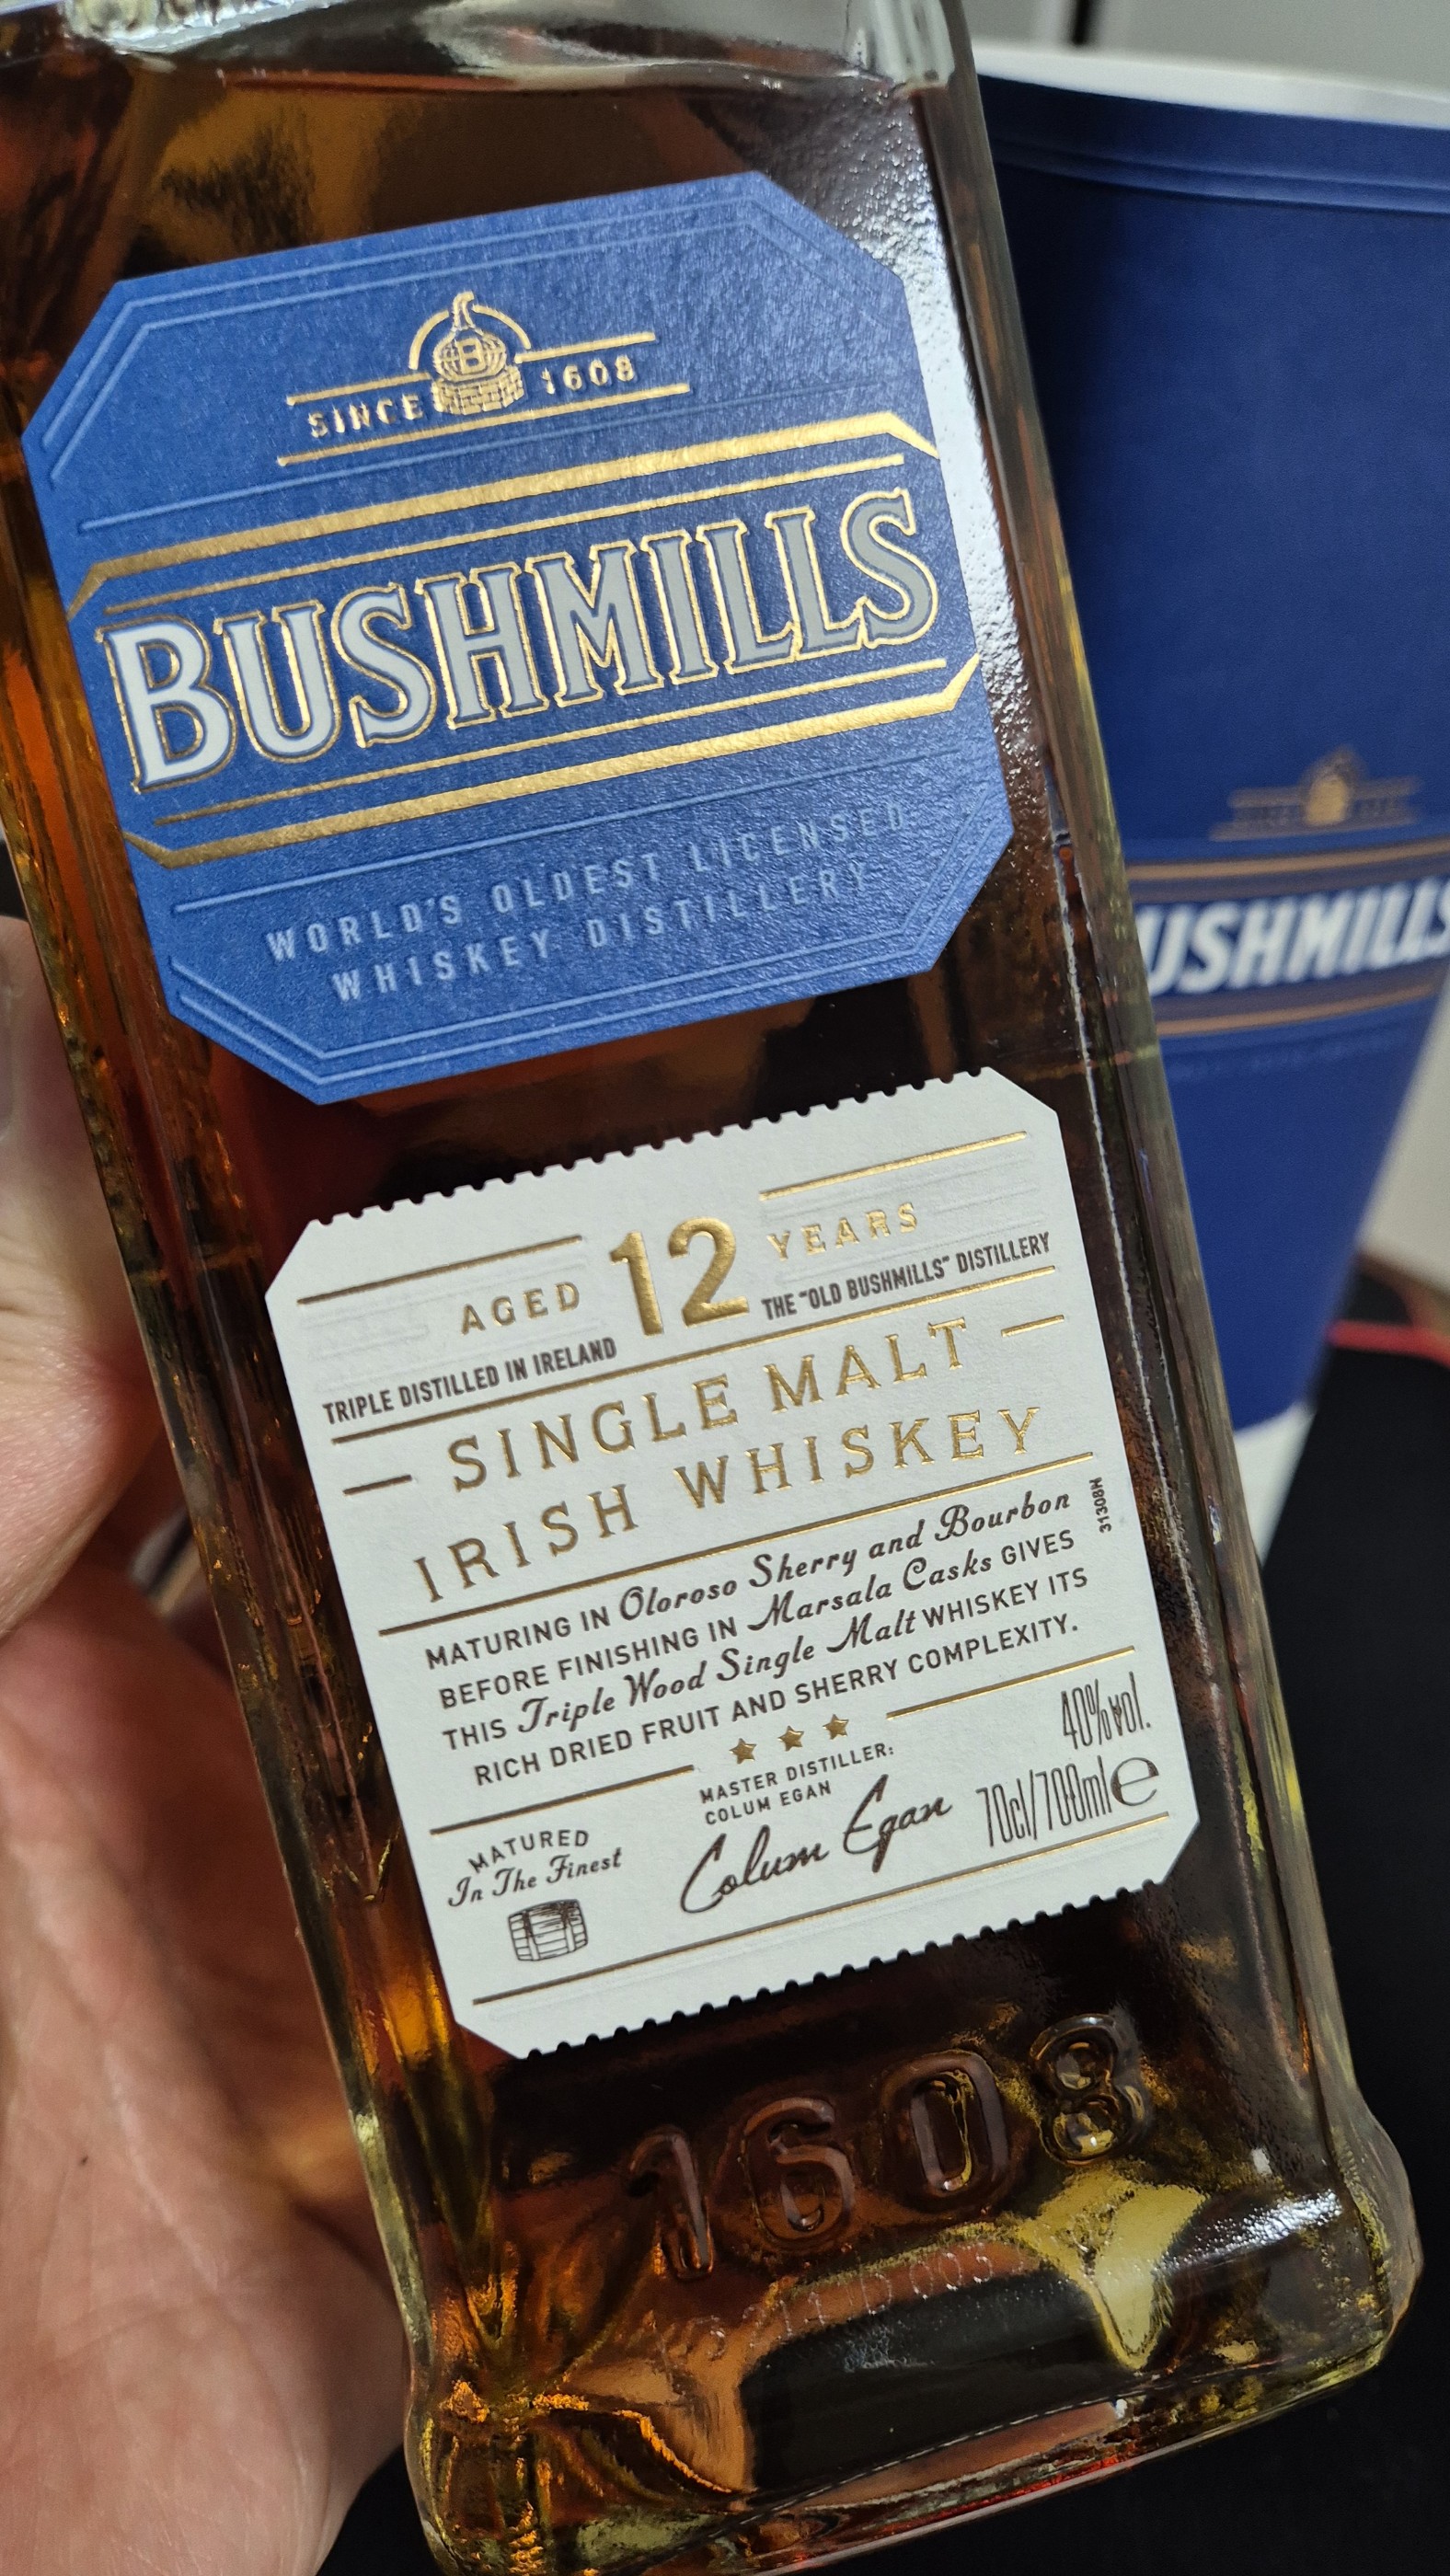 SINCE 1608
B
BUSHMILLS
WORLD'S OLDEST LICENSED
WHISKEY DISTILLERY
USHMILLS
AGED 12 YEARS
TRIPLE DISTILLED IN IRELAND THE "OLD BUSHMILLS" DISTILLERY
SINGLE MALT
IRISH WHISKEY
MATURING IN Oloroso Sherry and Bourbon
BEFORE FINISHING IN Marsala Casks GIVES
THIS Triple Wood Single Malt WHISKEY ITS
RICH DRIED FRUIT AND SHERRY COMPLEXITY.
31308H
MASTER DISTILLER:
COLUM EGAN
Colum Egan
MATURED
In The Finest
40%vol.
70cl/700ml℮
1608